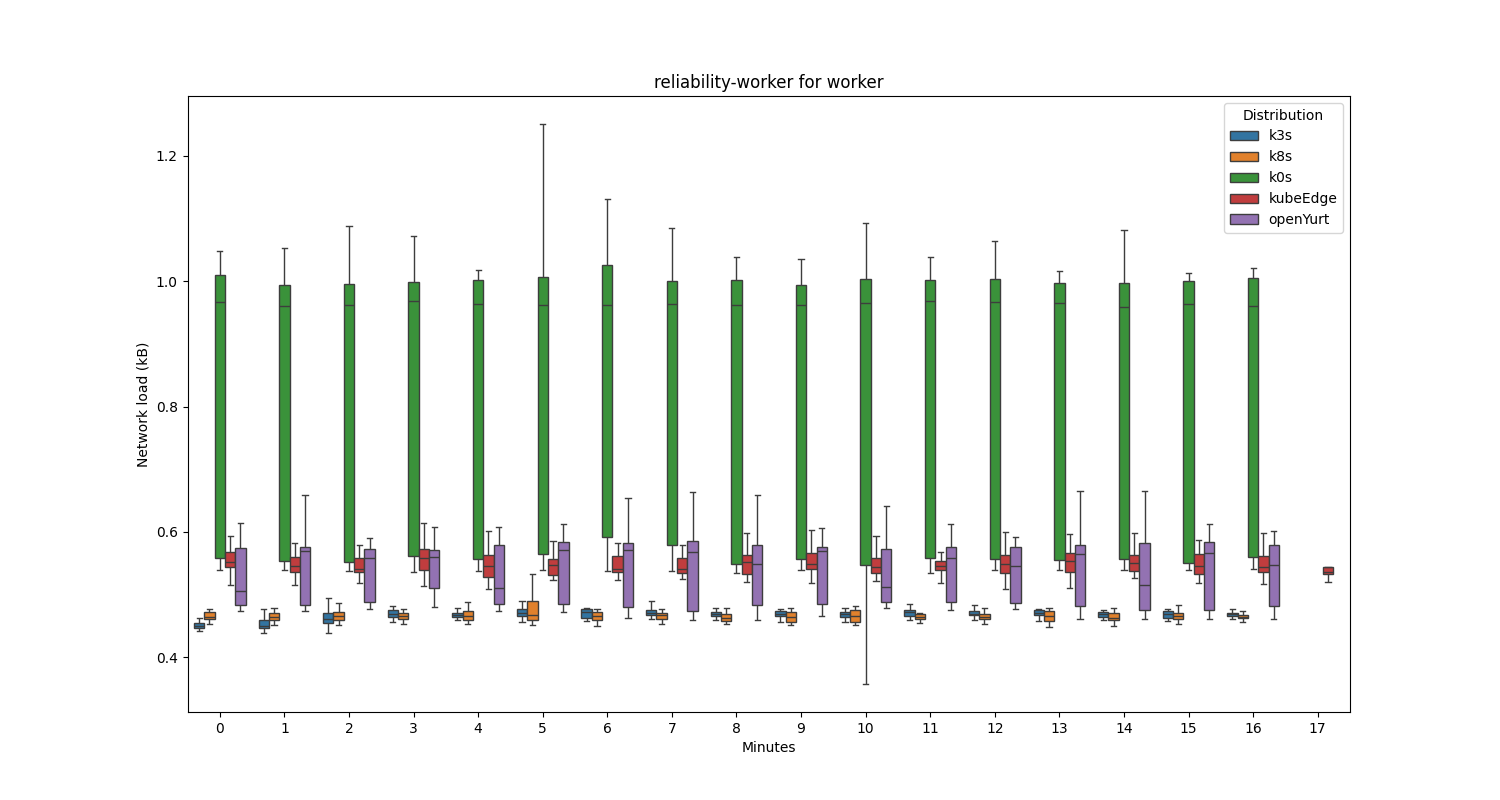 reliability-worker for worker
Distribution
k3s
k8s
k0s
kubeEdge
openYurt
Network load (kB)
1.2
1.0
0.8
0.6
0.4
0 1 2 3 4 5 6 7 8 9 10 11 12 13 14 15 16 17
Minutes